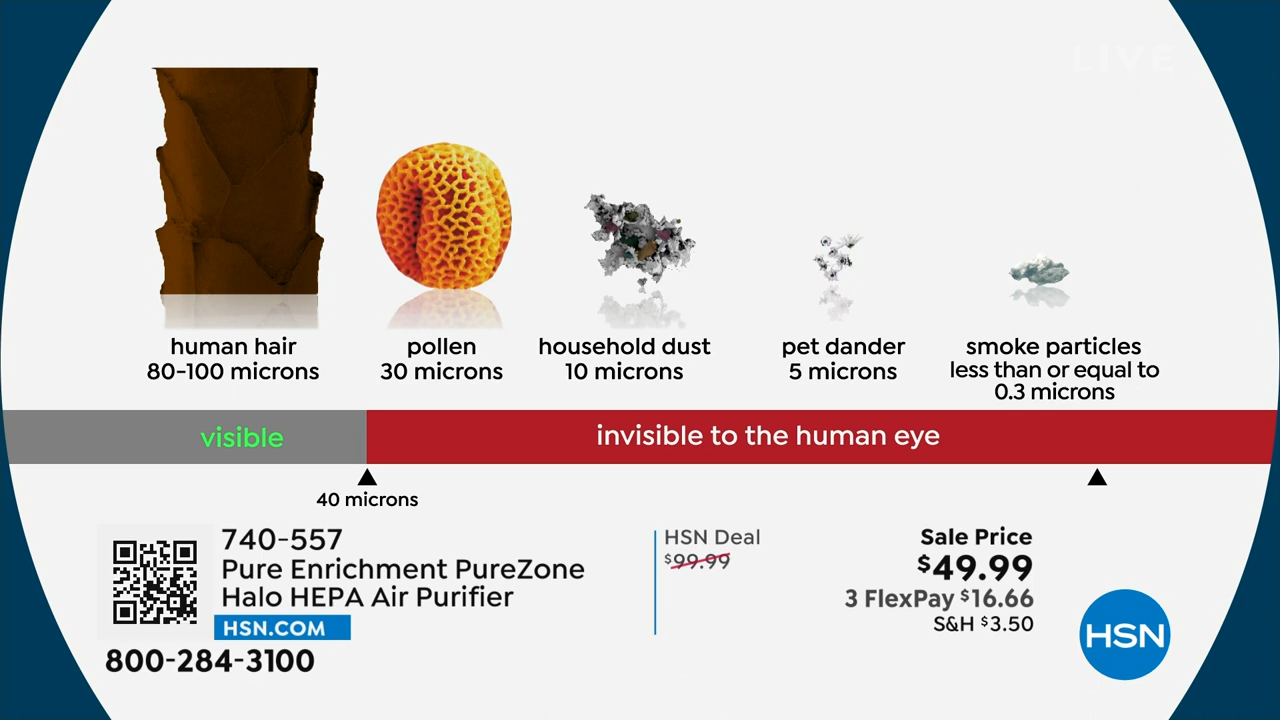 LIVE
human hair
80-100 microns
pollen
30 microns
household dust
10 microns
pet dander
5 microns
smoke particles
less than or equal to
0.3 microns
visible
invisible to the human eye
40 microns
740-557
Pure Enrichment PureZone
Halo HEPA Air Purifier
HSN.COM
800-284-3100
HSN Deal
$99.99
Sale Price
$49.99
3 FlexPay $16.66
S&H $3.50
HSN